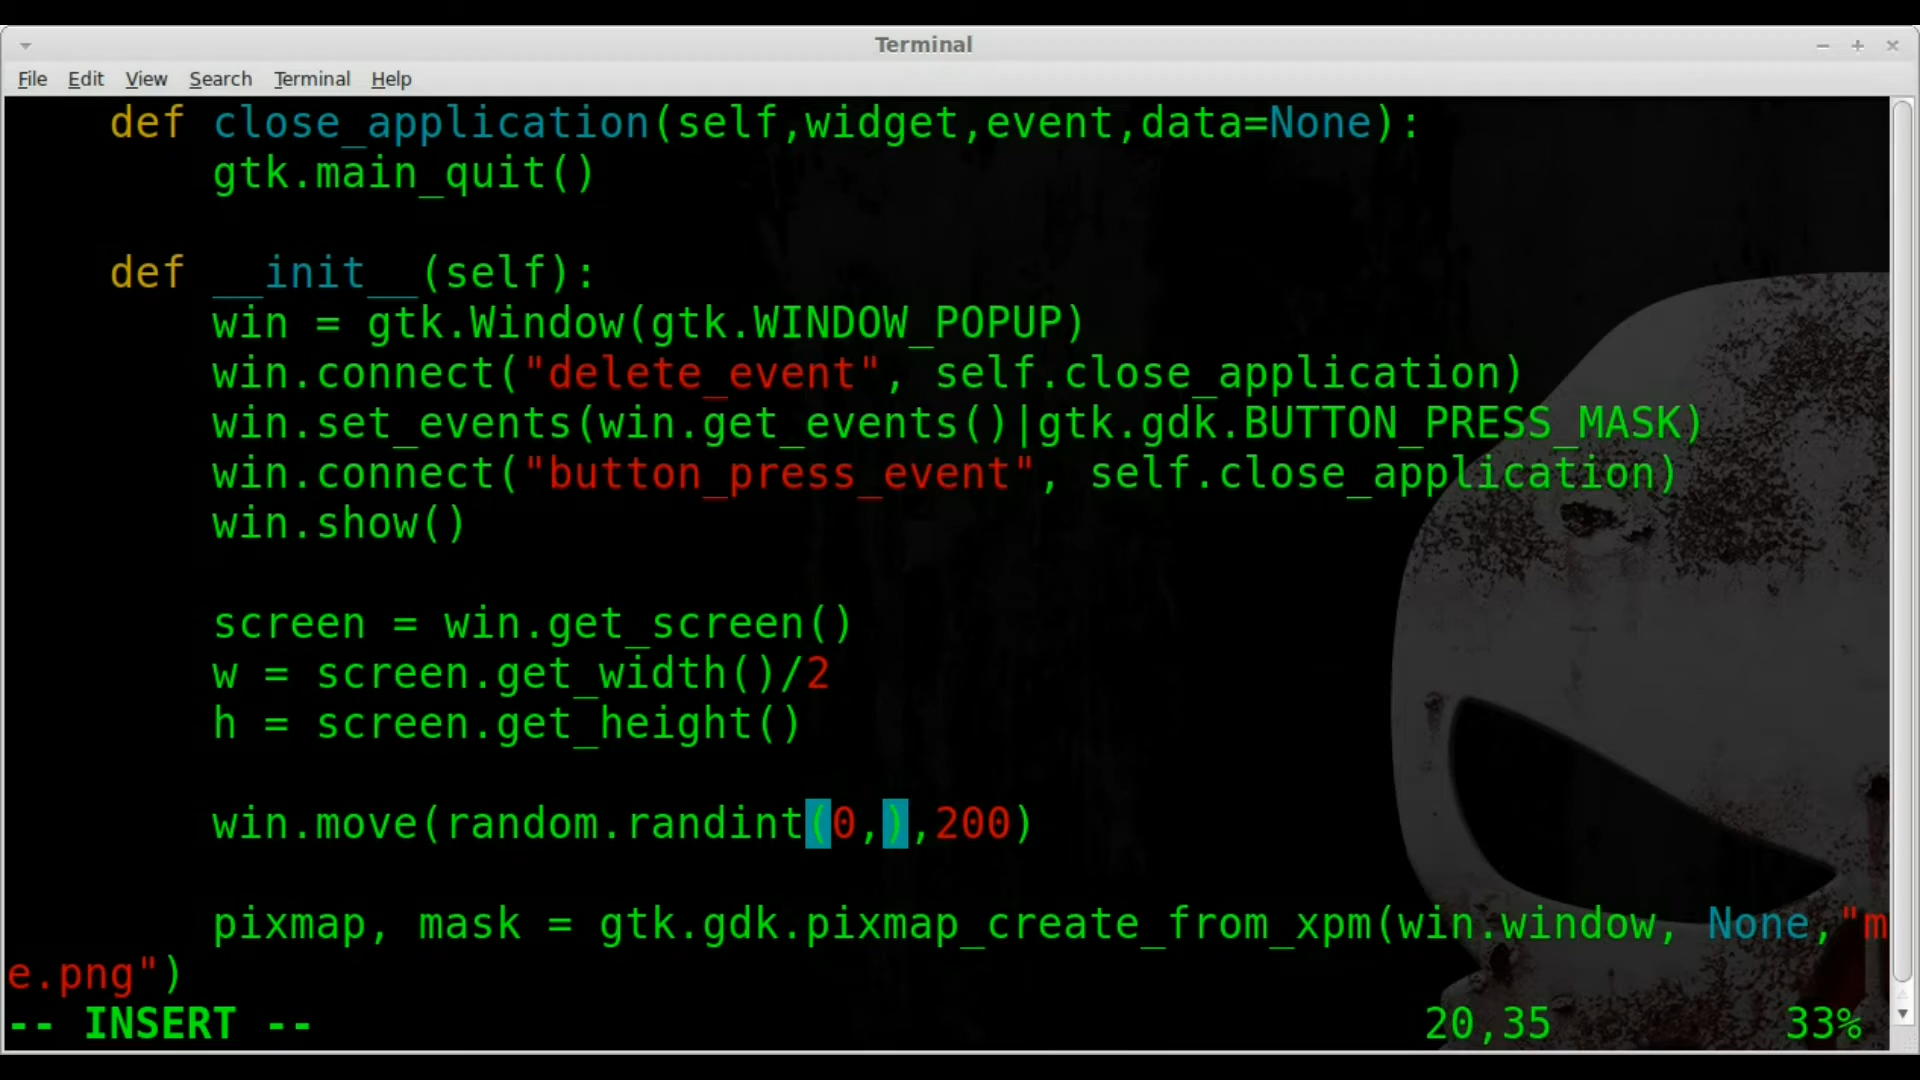 Terminal
File Edit View Search Terminal Help
def close_application(self,widget,event,data=None):
gtk.main_quit()
def __init__(self):
win = gtk.Window(gtk.WINDOW_POPUP)
win.connect("delete_event", self.close_application)
win.set_events(win.get_events()|gtk.gdk.BUTTON_PRESS_MASK)
win.connect("button_press_event", self.close_application)
win.show()
screen = win.get_screen()
w = screen.get_width()/2
h = screen.get_height()
win.move(random.randint(0,),200)
pixmap, mask = gtk.gdk.pixmap_create_from_xpm(win.window, None,"m
e.png")
-- INSERT -- 20,35 33%